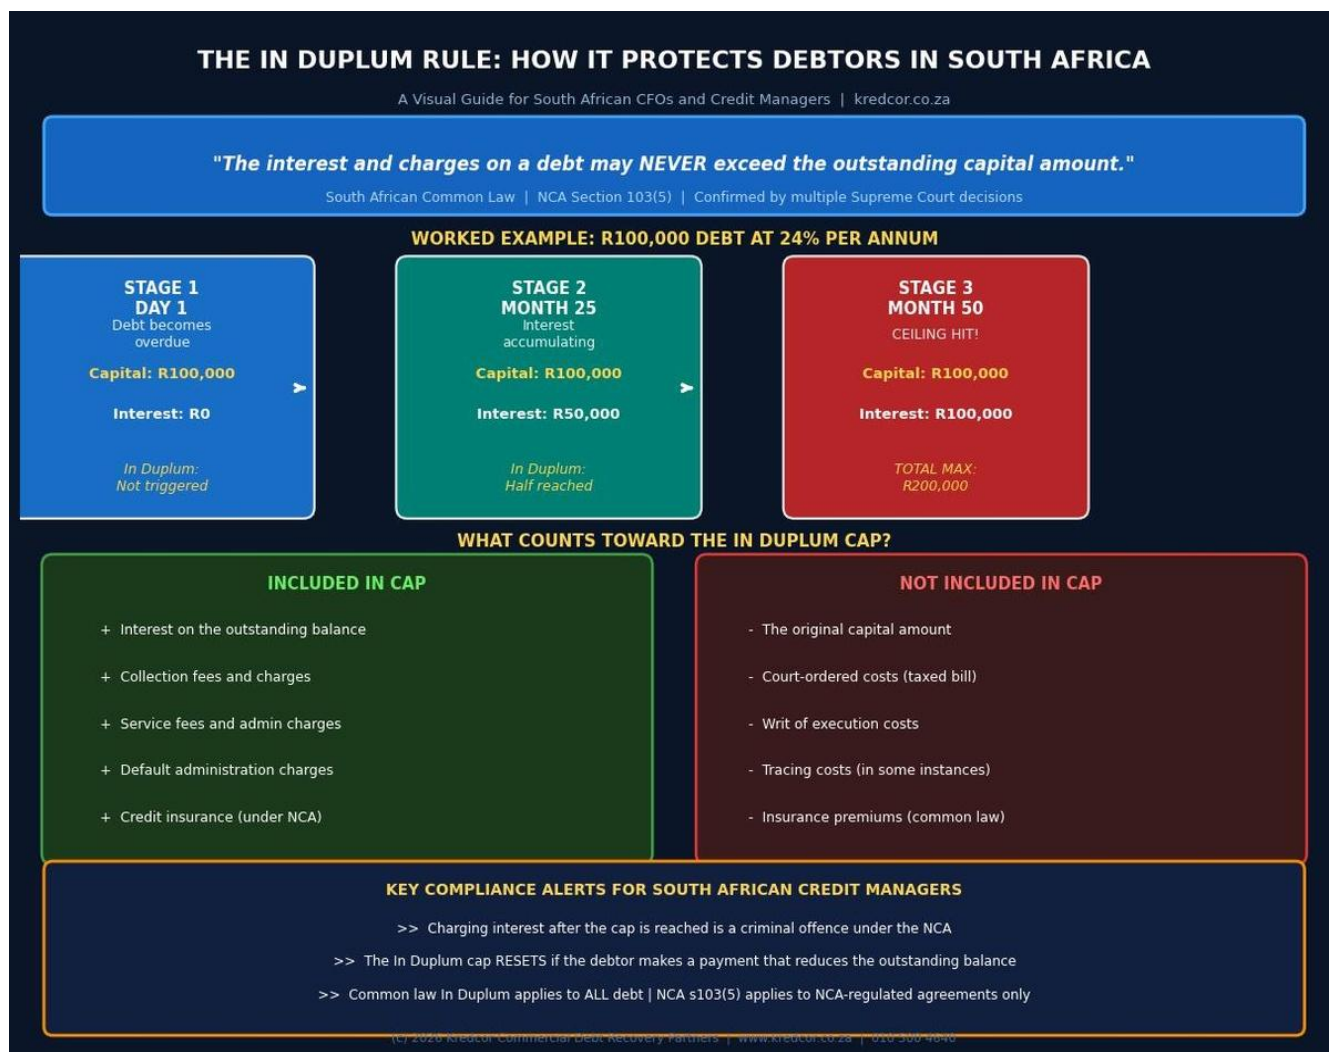 THE IN DUPLUM RULE: HOW IT PROTECTS DEBTORS IN SOUTH AFRICA
A Visual Guide for South African CFOs and Credit Managers | kredcor.co.za
"The interest and charges on a debt may NEVER exceed the outstanding capital amount."
South African Common Law | NCA Section 103(5) | Confirmed by multiple Supreme Court decisions
WORKED EXAMPLE: R100,000 DEBT AT 24% PER ANNUM
STAGE 1
DAY 1
Debt becomes
overdue
Capital: R100,000
Interest: R0
In Duplum:
Not triggered
STAGE 2
MONTH 25
Interest
accumulating
Capital: R100,000
Interest: R50,000
In Duplum:
Half reached
STAGE 3
MONTH 50
CEILING HIT!
Capital: R100,000
Interest: R100,000
TOTAL MAX:
R200,000
WHAT COUNTS TOWARD THE IN DUPLUM CAP?
INCLUDED IN CAP
+ Interest on the outstanding balance
+ Collection fees and charges
+ Service fees and admin charges
+ Default administration charges
+ Credit insurance (under NCA)
NOT INCLUDED IN CAP
- The original capital amount
- Court-ordered costs (taxed bill)
- Writ of execution costs
- Tracing costs (in some instances)
- Insurance premiums (common law)
KEY COMPLIANCE ALERTS FOR SOUTH AFRICAN CREDIT MANAGERS
>> Charging interest after the cap is reached is a criminal offence under the NCA
>> The In Duplum cap RESETS if the debtor makes a payment that reduces the outstanding balance
>> Common law In Duplum applies to ALL debt | NCA s103(5) applies to NCA-regulated agreements only
(c) 2026 Kredcor Commercial Debt Recovery Partners | www.kredcor.co.za |